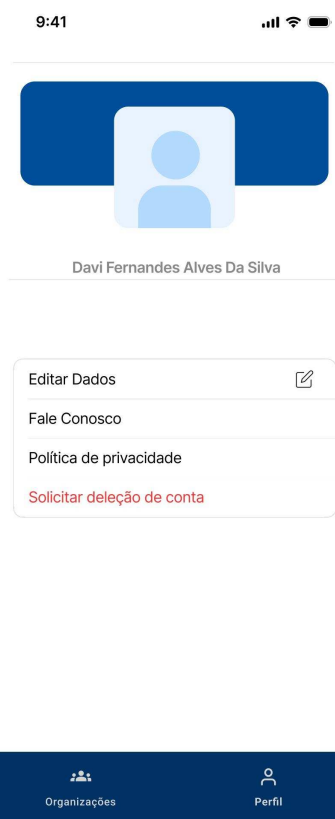 9:41
Davi Fernandes Alves Da Silva
Editar Dados
Fale Conosco
Política de privacidade
Solicitar deleção de conta
Organizações
Perfil